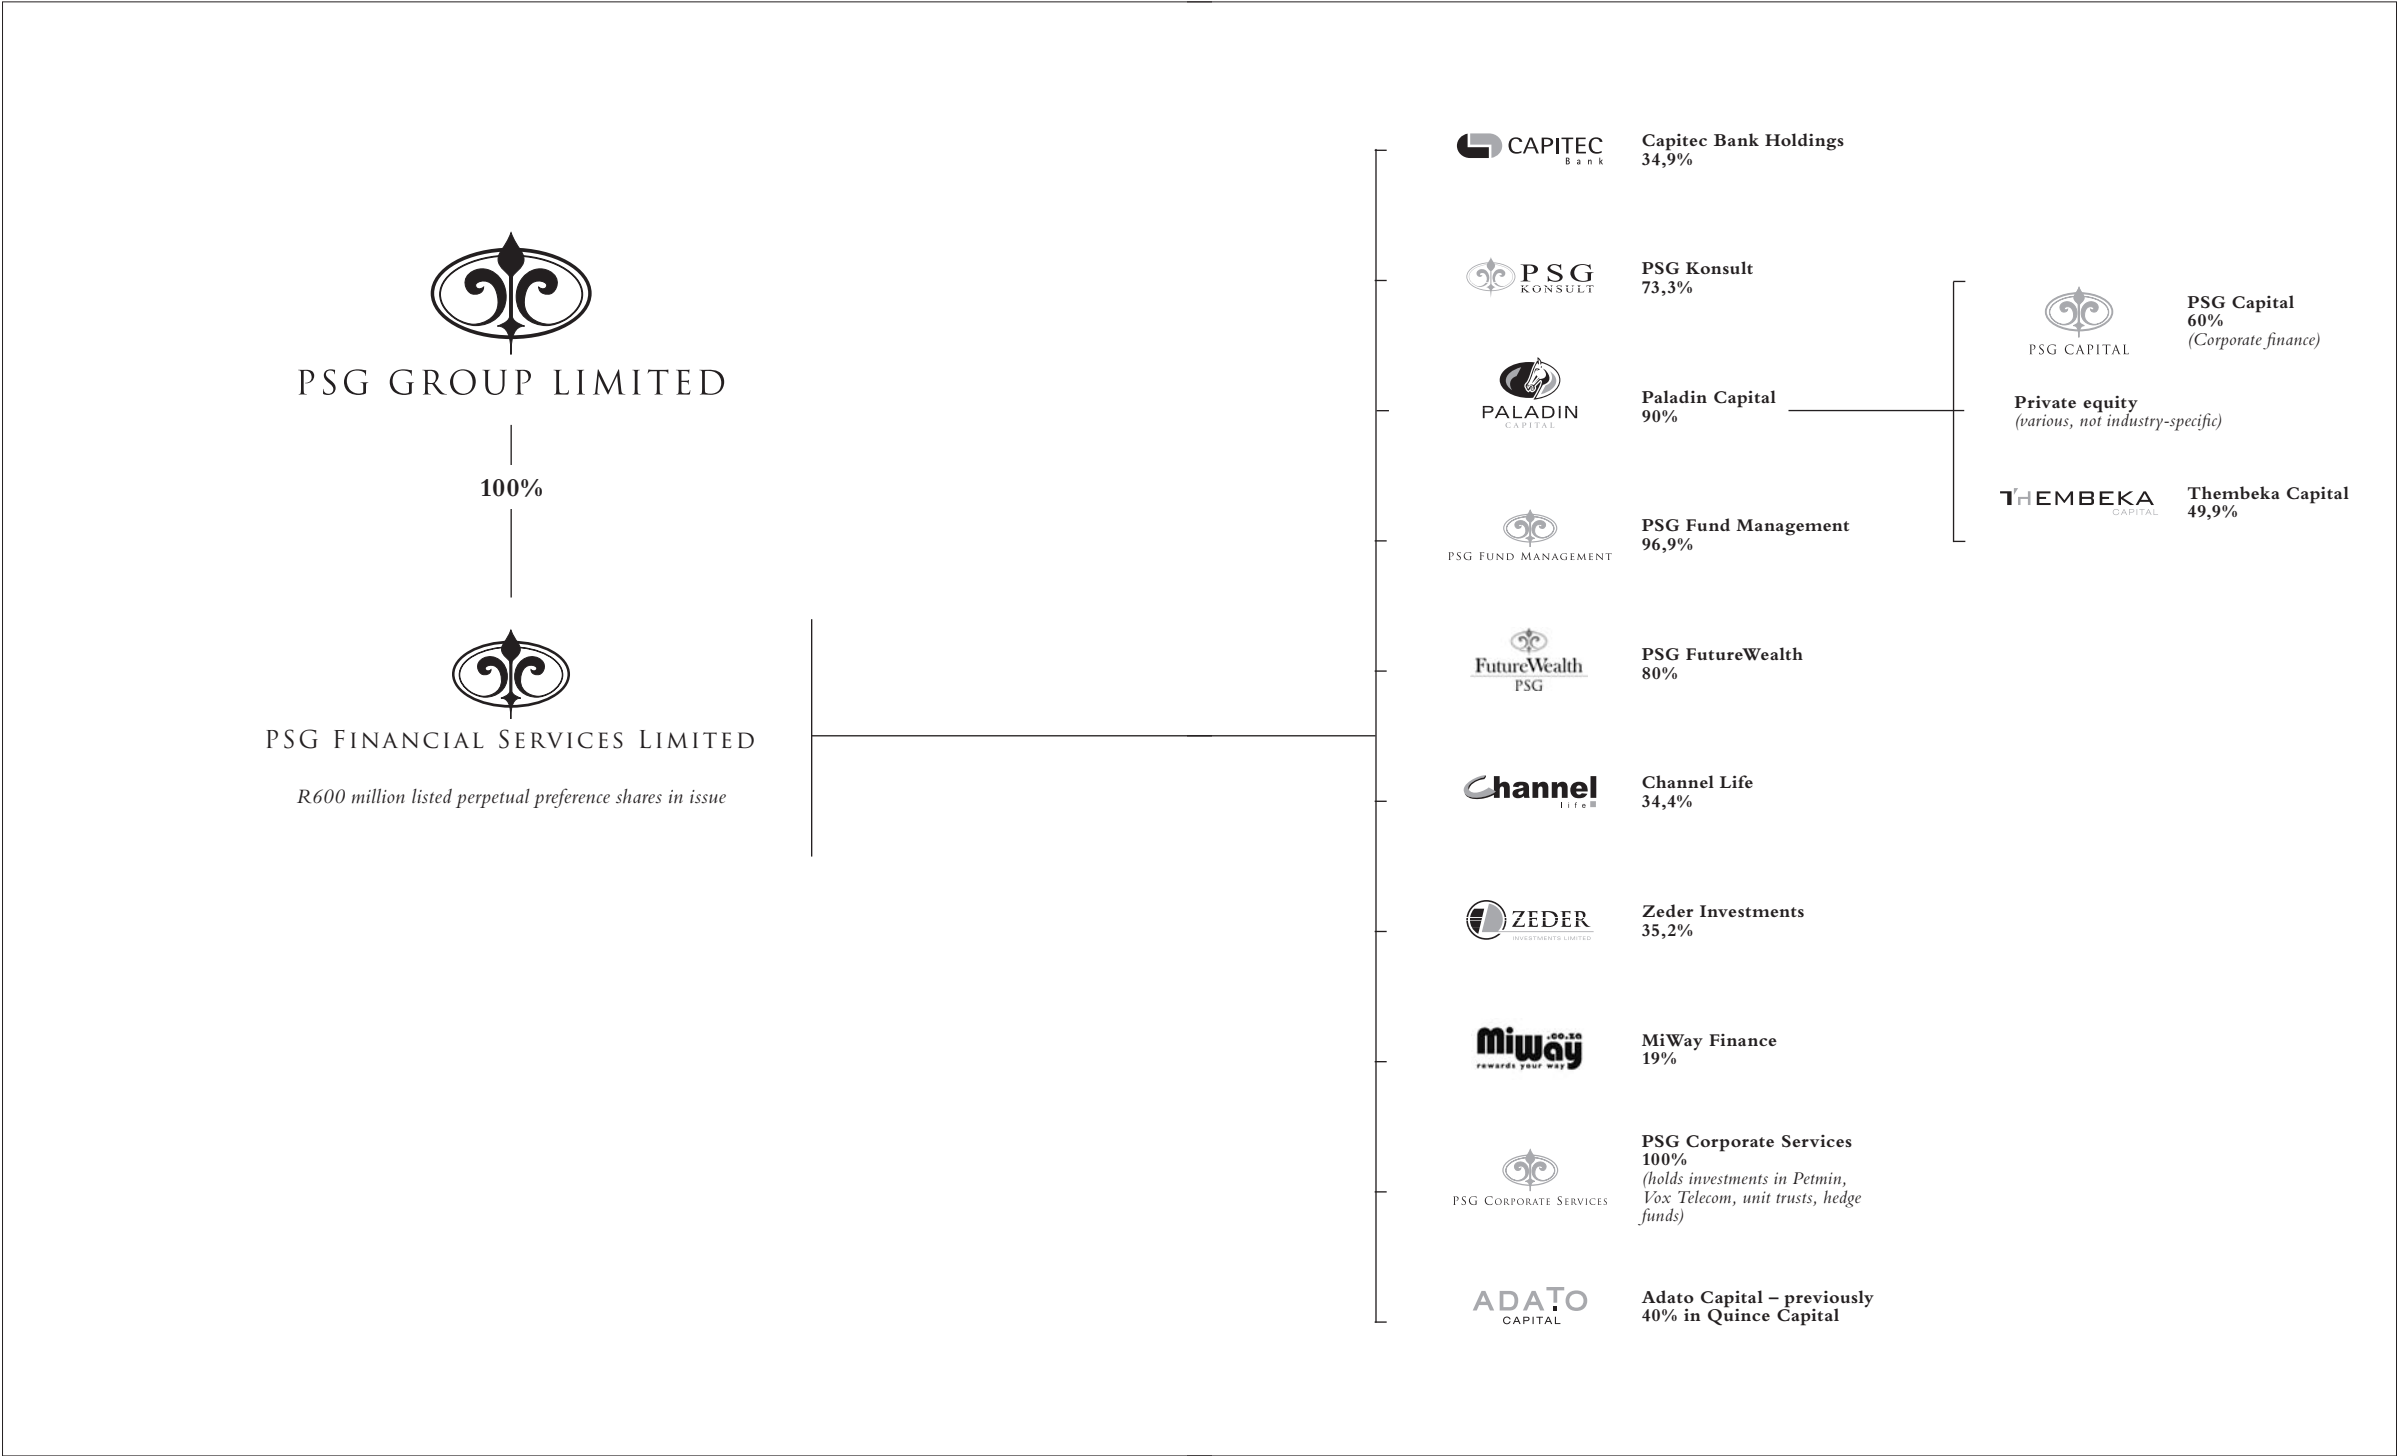 PSG GROUP LIMITED
100%
PSG FINANCIAL SERVICES LIMITED
R600 million listed perpetual preference shares in issue
CAPITEC
Bank
Capitec Bank Holdings
34,9%
PSG
KONSULT
PSG Konsult
73,3%
PALADIN
CAPITAL
Paladin Capital
90%
PSG FUND MANAGEMENT
PSG Fund Management
96,9%
FutureWealth
PSG
PSG FutureWealth
80%
Channel
life
Channel Life
34,4%
ZEDER
INVESTMENTS LIMITED
Zeder Investments
35,2%
miway
.co.za
rewards your way
MiWay Finance
19%
PSG CORPORATE SERVICES
PSG Corporate Services
100%
(holds investments in Petmin,
Vox Telecom, unit trusts, hedge
funds)
ADATO
CAPITAL
Adato Capital – previously
40% in Quince Capital
PSG CAPITAL
PSG Capital
60%
(Corporate finance)
Private equity
(various, not industry-specific)
THEMBEKA
CAPITAL
Thembeka Capital
49,9%